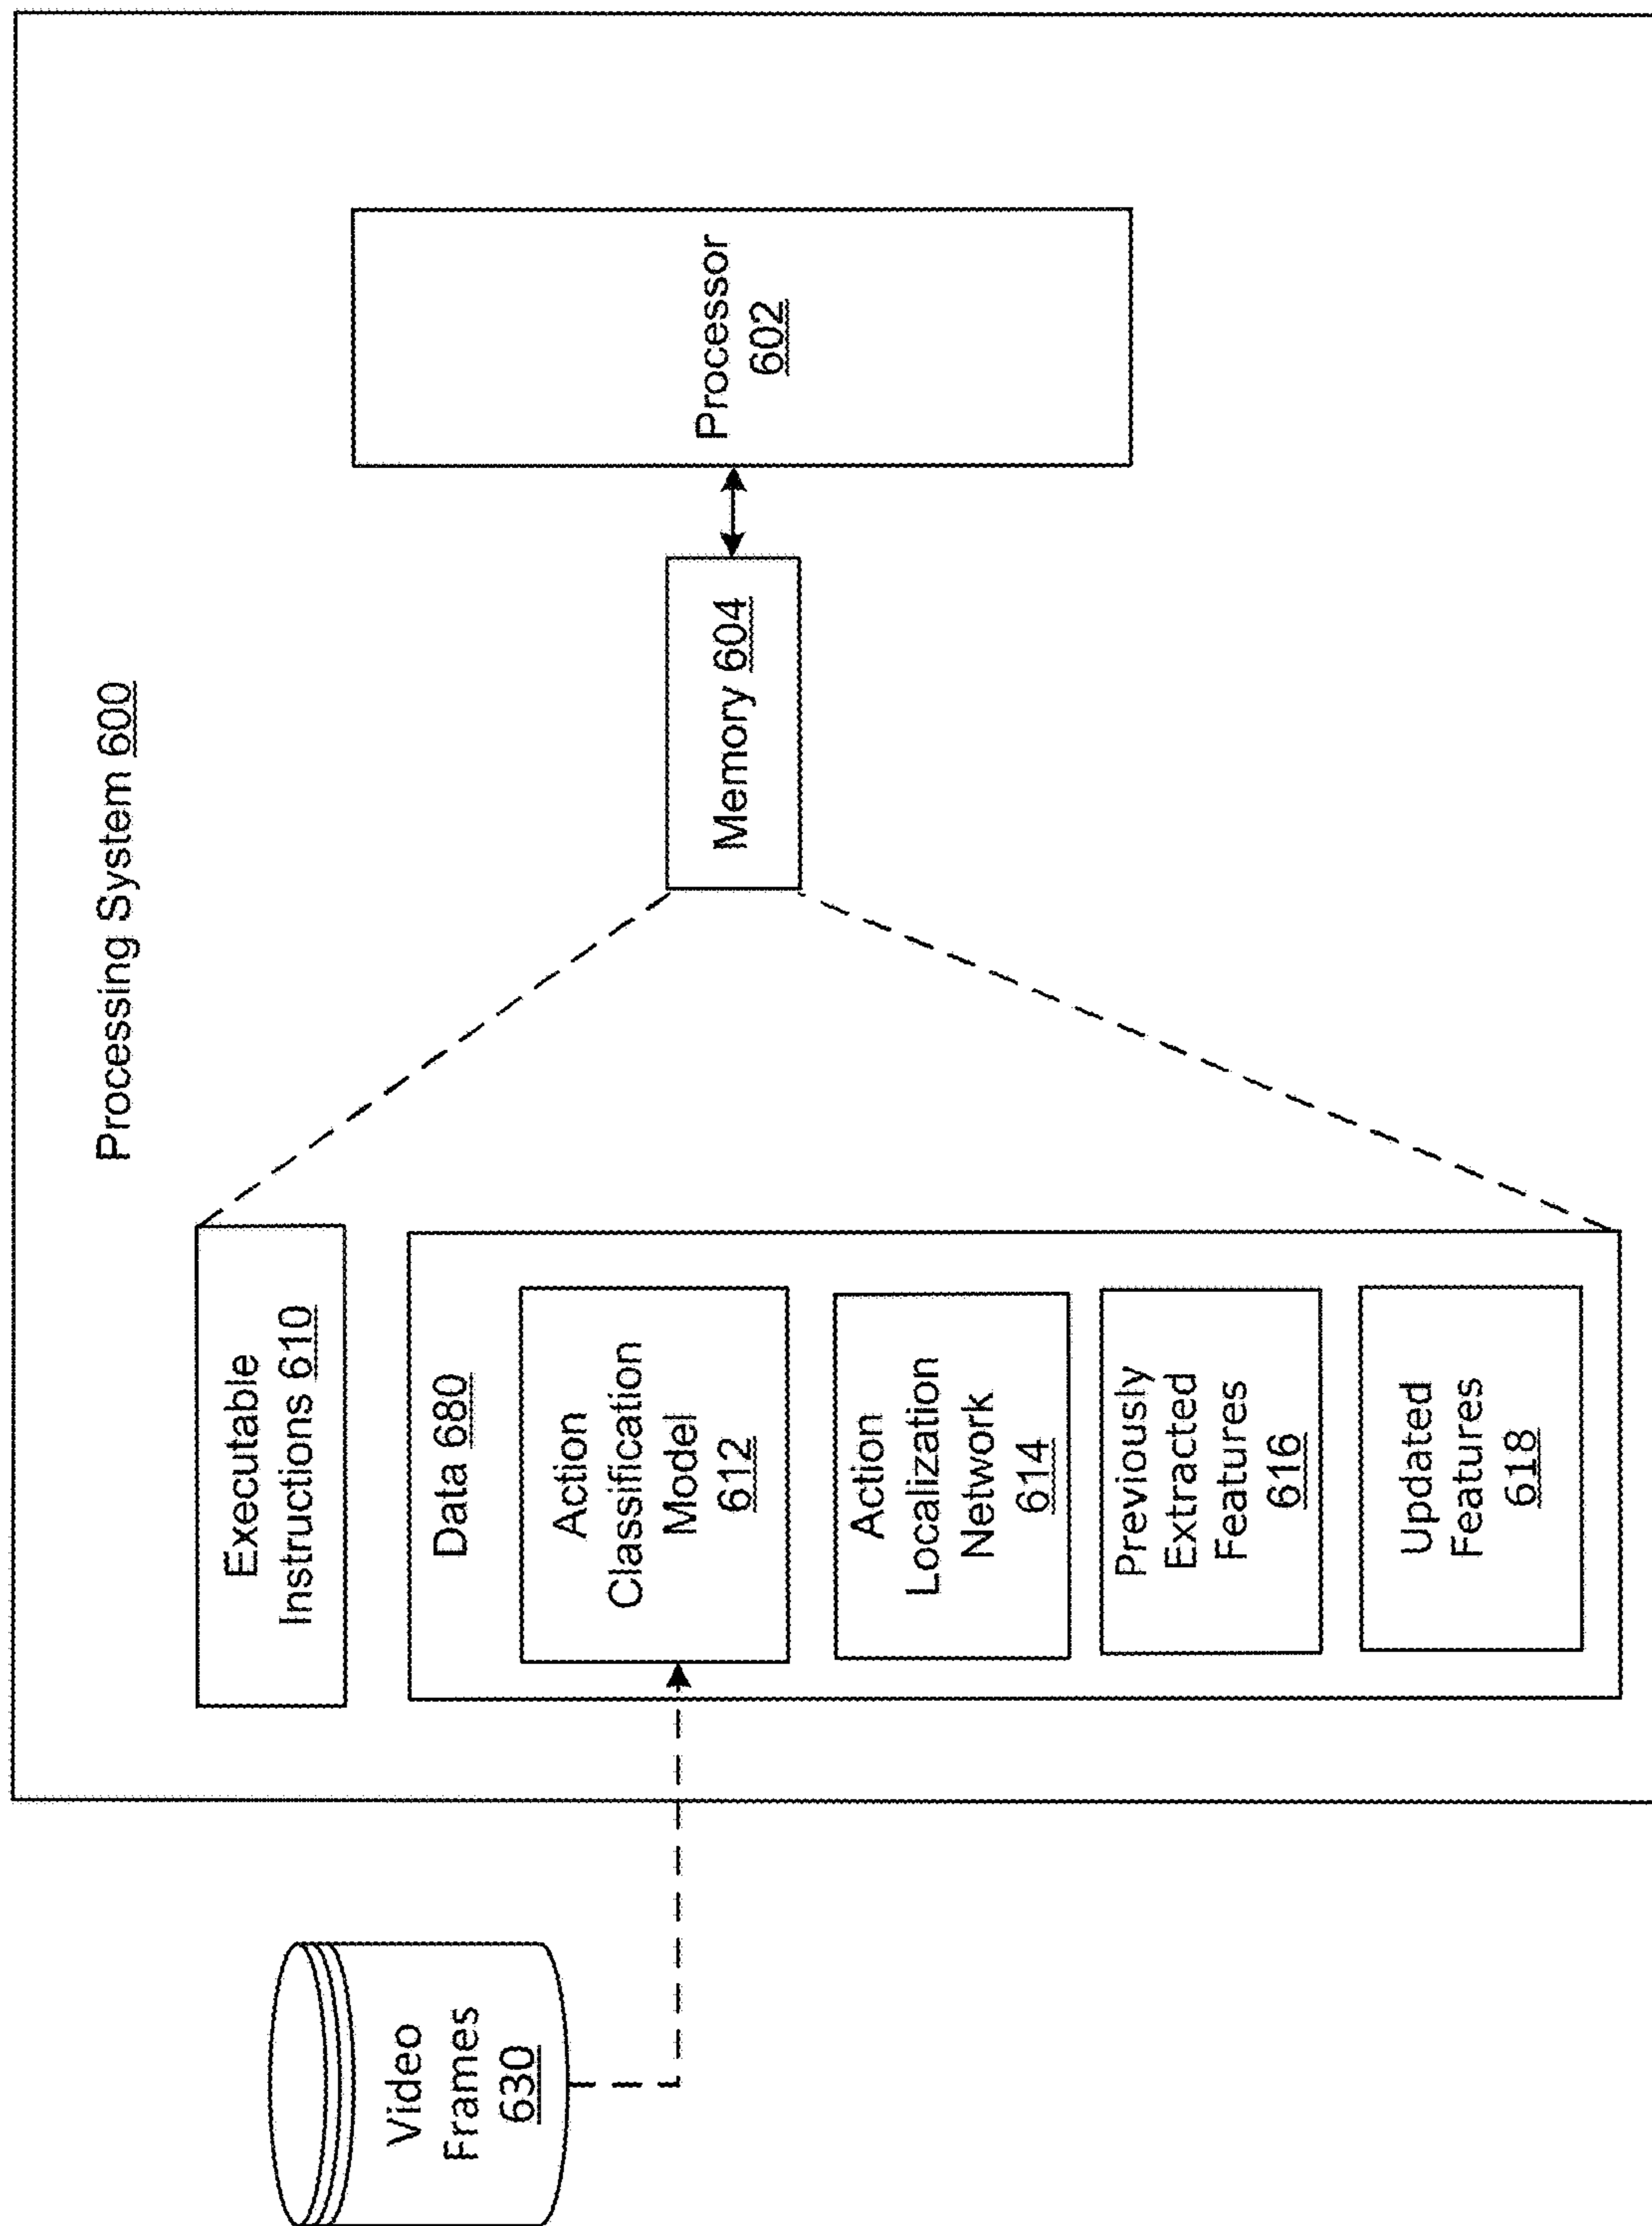 Processing System 600
Executable
Instructions 610
Data 680
Action
Classification
Model
612
Action
Localization
Network
614
Previously
Extracted
Features
616
Updated
Features
618
Memory 604
Processor
602
Video
Frames
630